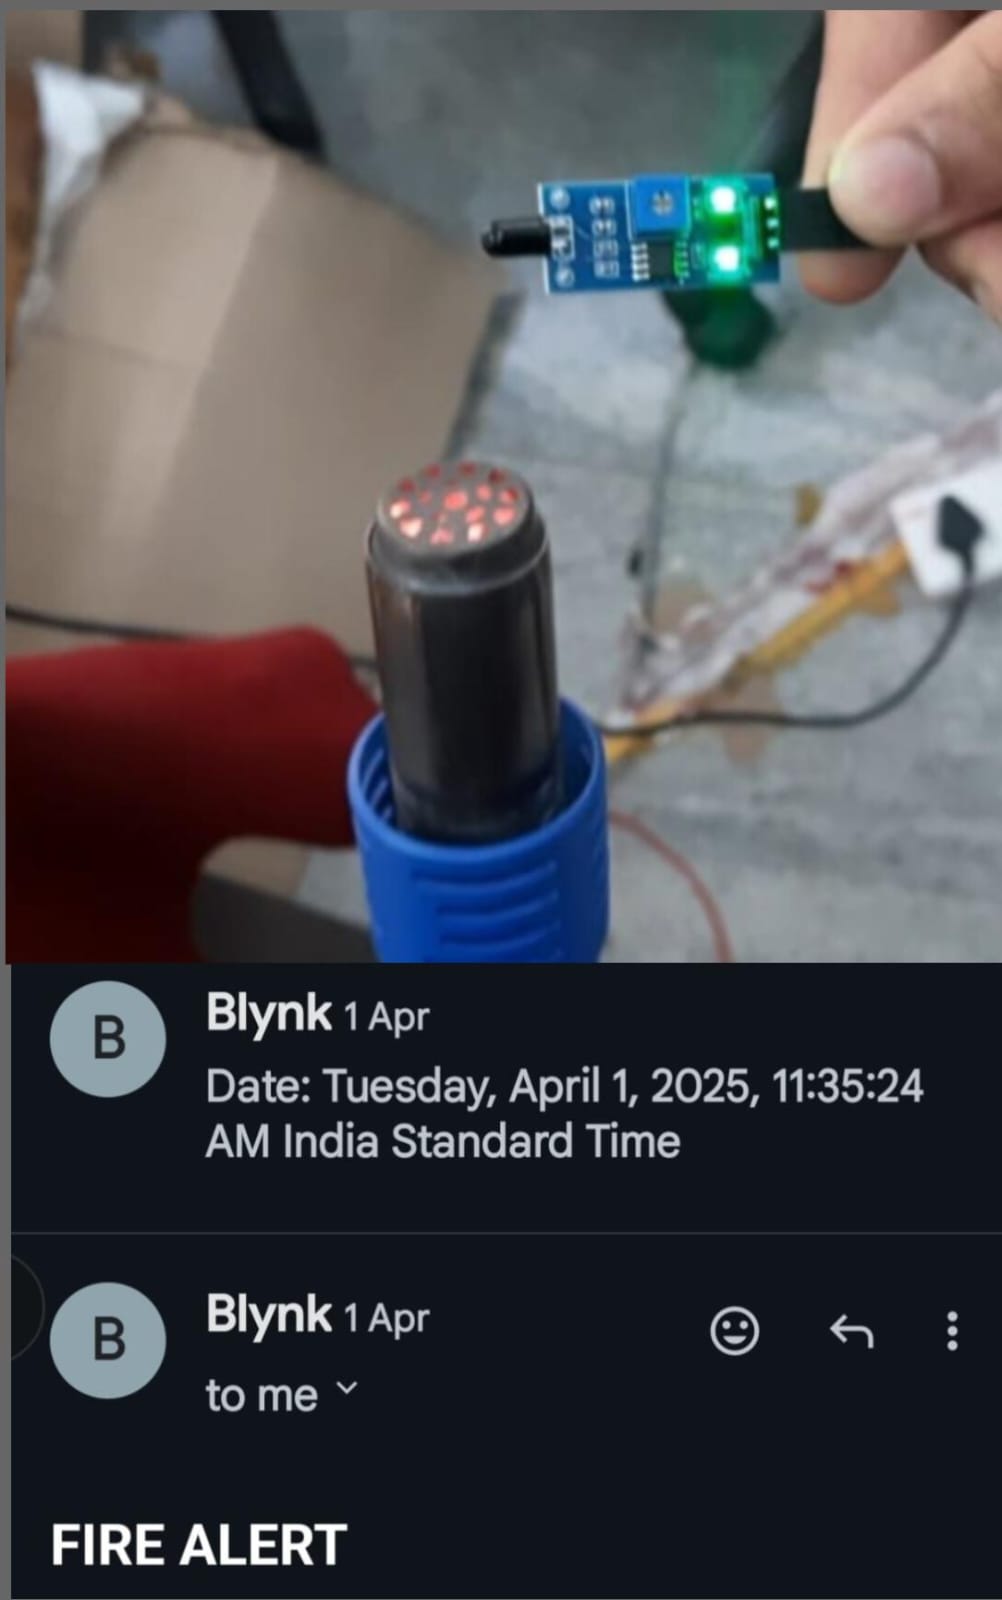 B
Blynk 1 Apr
Date: Tuesday, April 1, 2025, 11:35:24
AM India Standard Time
B
Blynk 1 Apr
to me
FIRE ALERT